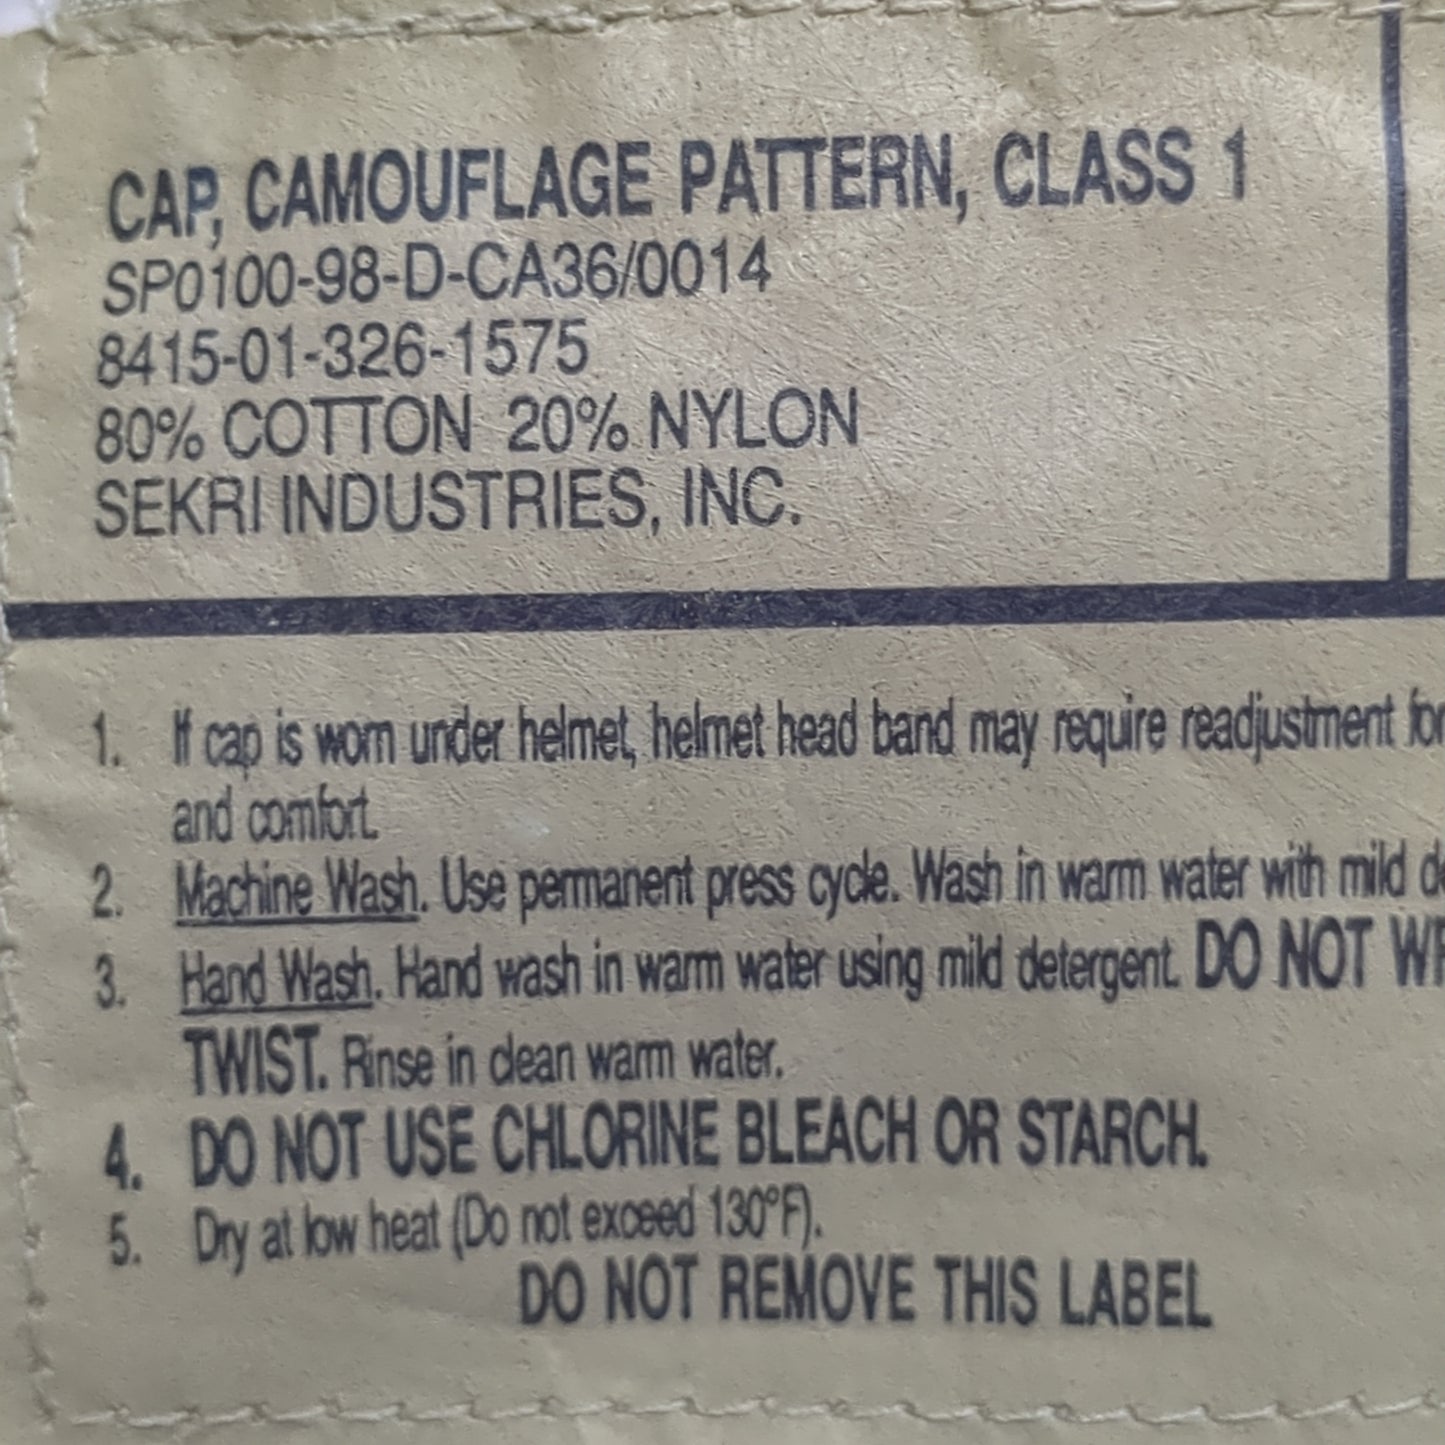 CAP, CAMOUFLAGE PATTERN, CLASS 1
SP0100-98-D-CA36/0014
8415-01-326-1575
80% COTTON 20% NYLON
SEKRI INDUSTRIES, INC.
1. If cap is worn under helmet, helmet head band may require readjustment for
and comfort.
2. Machine Wash. Use permanent press cycle. Wash in warm water with mild
3. Hand Wash. Hand wash in warm water using mild detergent. DO NOT
TWIST. Rinse in clean warm water.
4. DO NOT USE CHLORINE BLEACH OR STARCH.
5. Dry at low heat (Do not exceed 130°F).
DO NOT REMOVE THIS LABEL